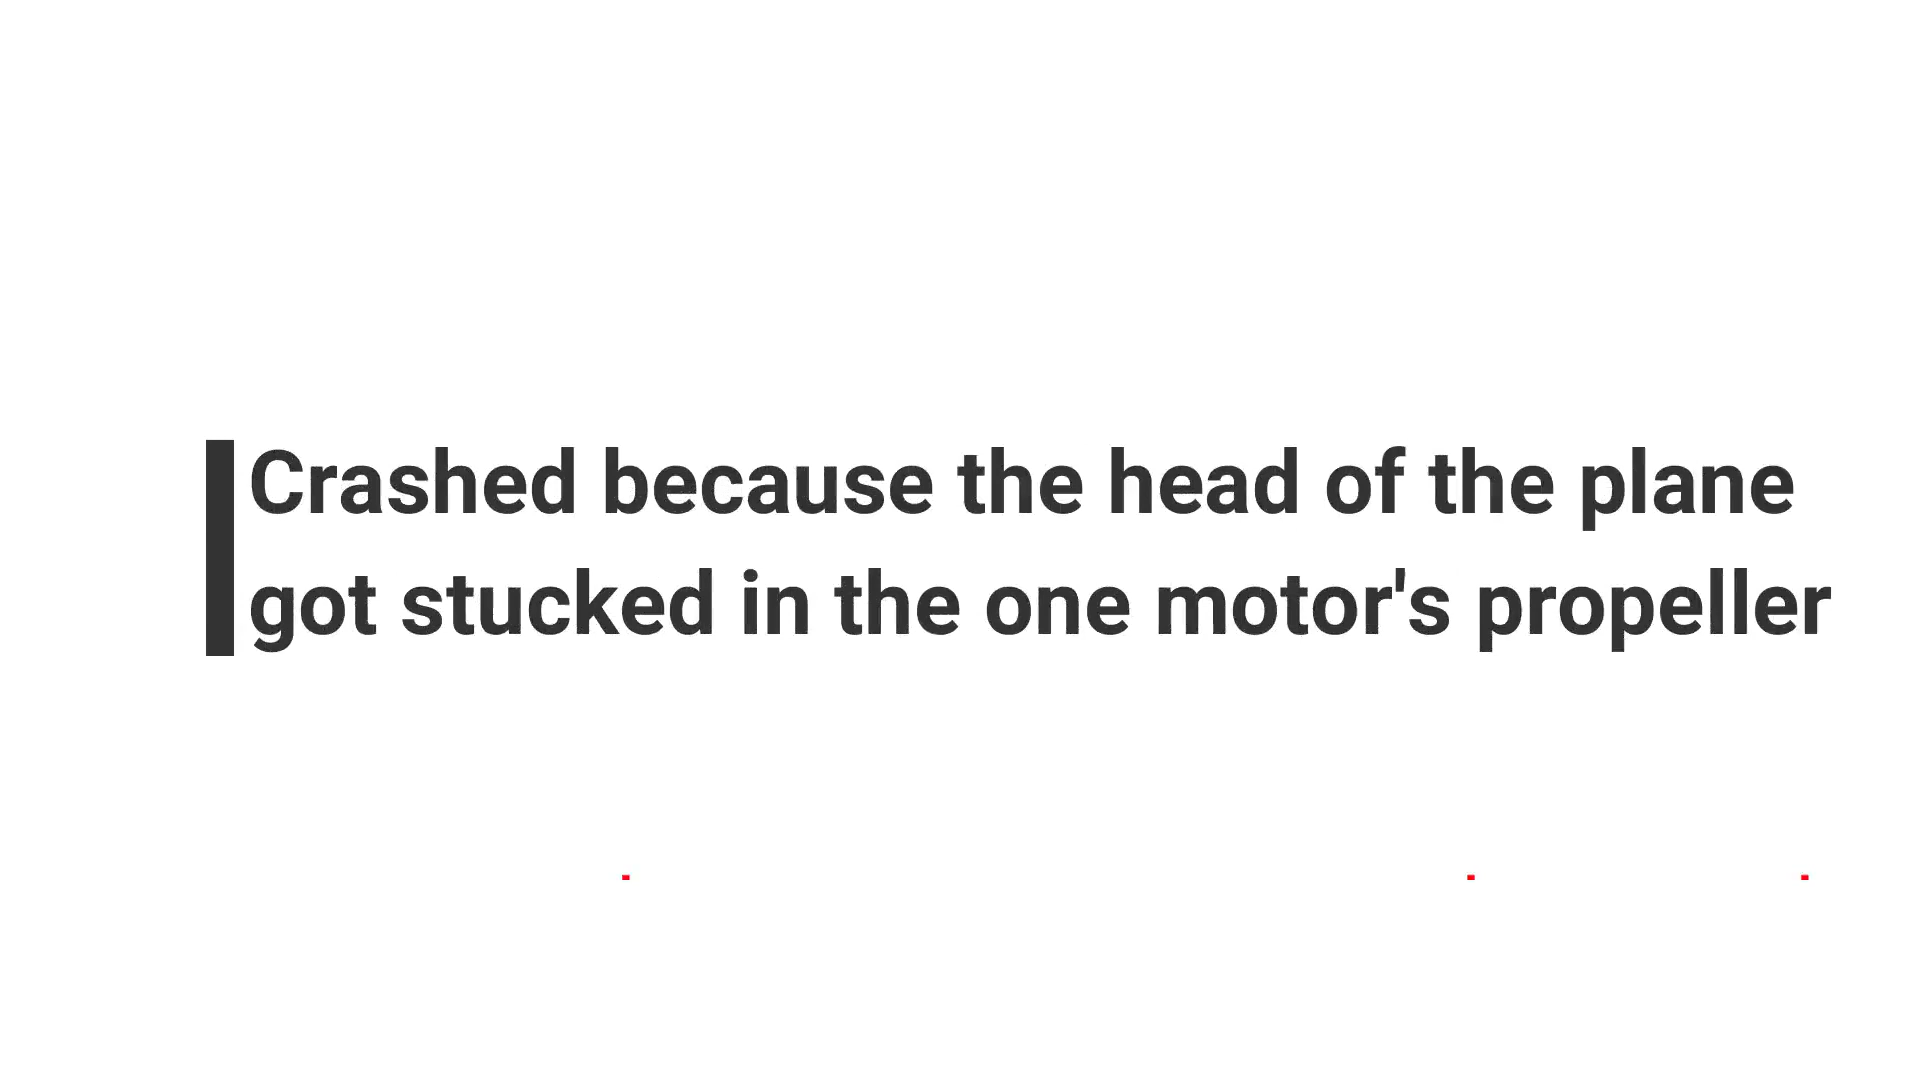 Crashed because the head of the plane
got stucked in the one motor's propeller